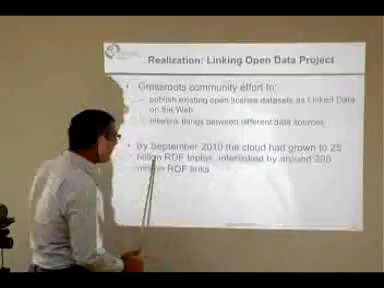 Realization: Linking Open Data Project
Grassroots community effort to:
– publish existing open license datasets as Linked Data
on the Web
– interlink things between different data sources
By September 2010 the cloud had grown to 25
billion RDF triples, interlinked by around 395
million RDF links